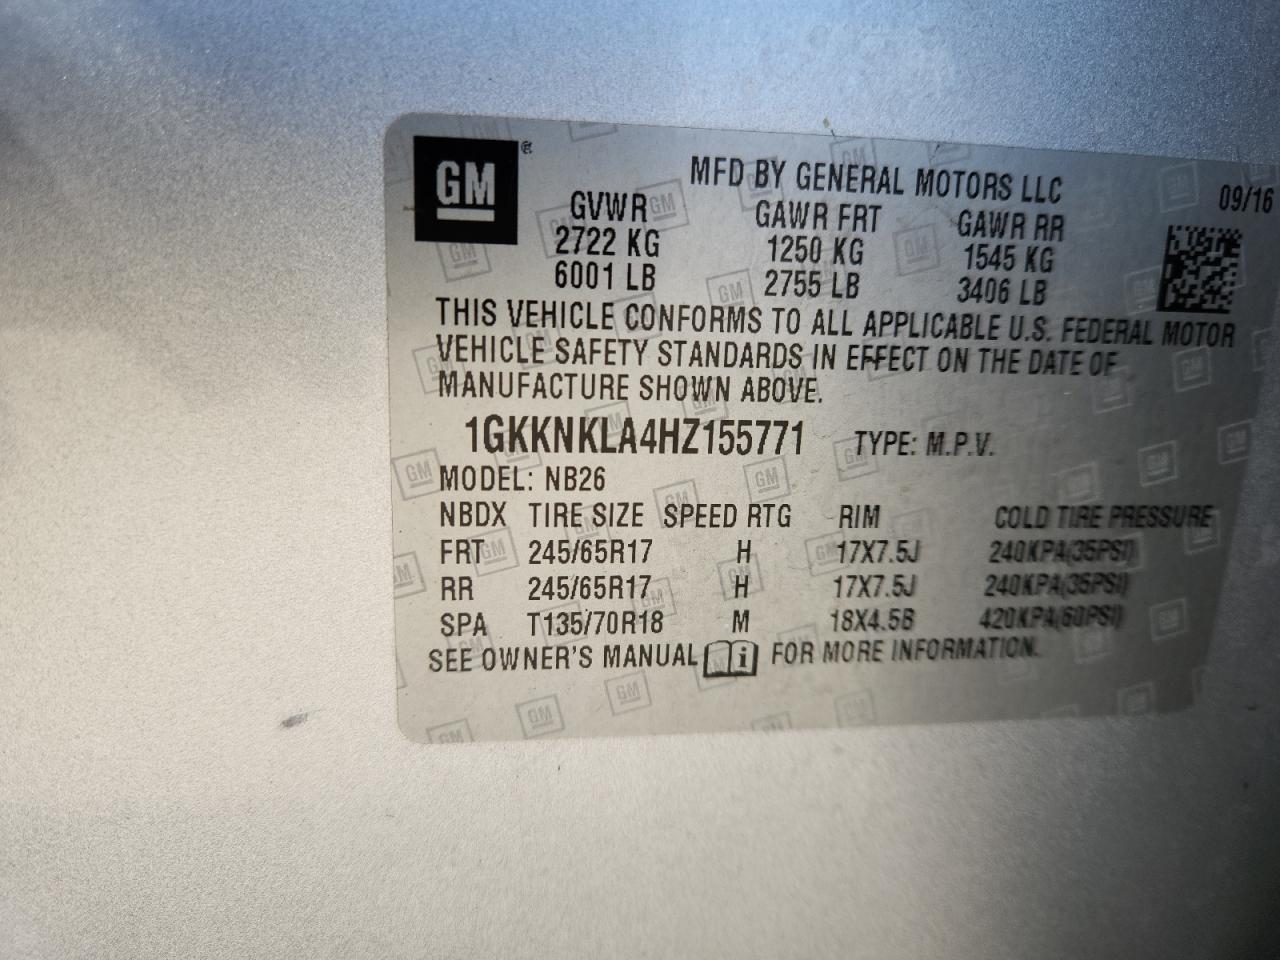 GM
MFD BY GENERAL MOTORS LLC
09/16
GVWR GAWR FRT GAWR RR
2722 KG 1250 KG 1545 KG
6001 LB 2755 LB 3406 LB
THIS VEHICLE CONFORMS TO ALL APPLICABLE U.S. FEDERAL MOTOR
VEHICLE SAFETY STANDARDS IN EFFECT ON THE DATE OF
MANUFACTURE SHOWN ABOVE.
1GKKNKLA4HZ155771 TYPE: M.P.V.
MODEL: NB26
NBDX TIRE SIZE SPEED RTG RIM COLD TIRE PRESSURE
FRT 245/65R17 H 17X7.5J 240KPA(35PSI)
RR 245/65R17 H 17X7.5J 240KPA(35PSI)
SPA T135/70R18 M 18X4.5B 420KPA(60PSI)
SEE OWNER'S MANUAL i FOR MORE INFORMATION.